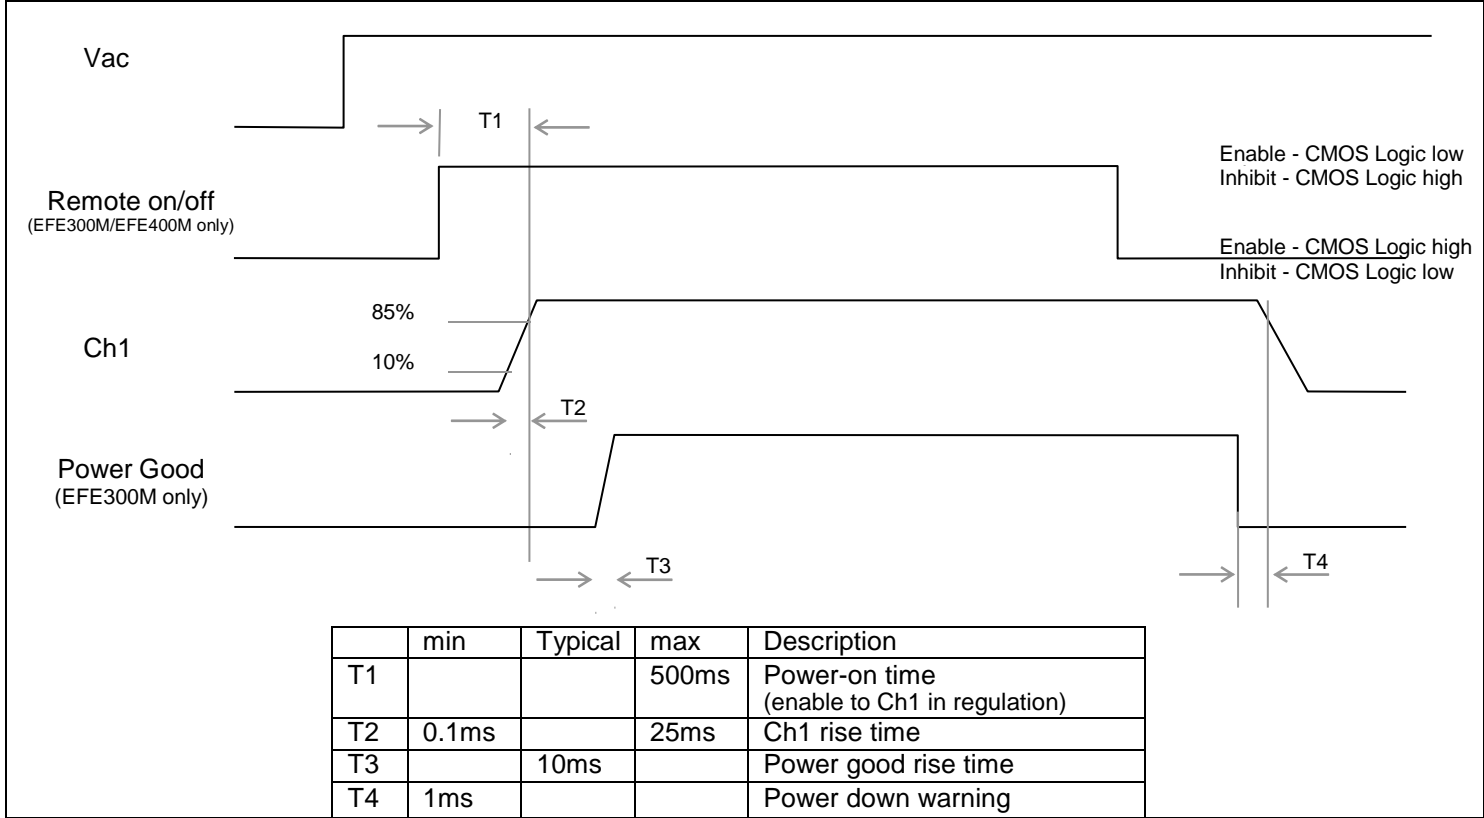 Vac
T1
Enable - CMOS Logic low
Inhibit - CMOS Logic high
Remote on/off
(EFE300M/EFE400M only)
Enable - CMOS Logic high
Inhibit - CMOS Logic low
85%
Ch1
10%
T2
Power Good
(EFE300M only)
T3
T4
min Typical max Description
T1 500ms Power-on time
(enable to Ch1 in regulation)
T2 0.1ms 25ms Ch1 rise time
T3 10ms Power good rise time
T4 1ms Power down warning